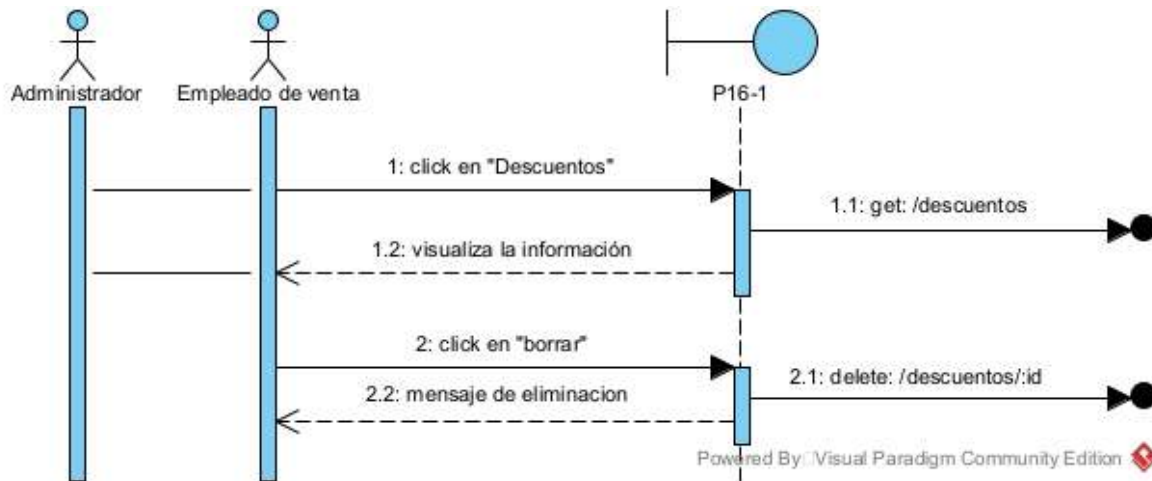 Administrador
Empleado de venta
P16-1
1: click en "Descuentos"
1.1: get: /descuentos
1.2: visualiza la información
2: click en "borrar"
2.1: delete: /descuentos/:id
2.2: mensaje de eliminacion
Powered By Visual Paradigm Community Edition